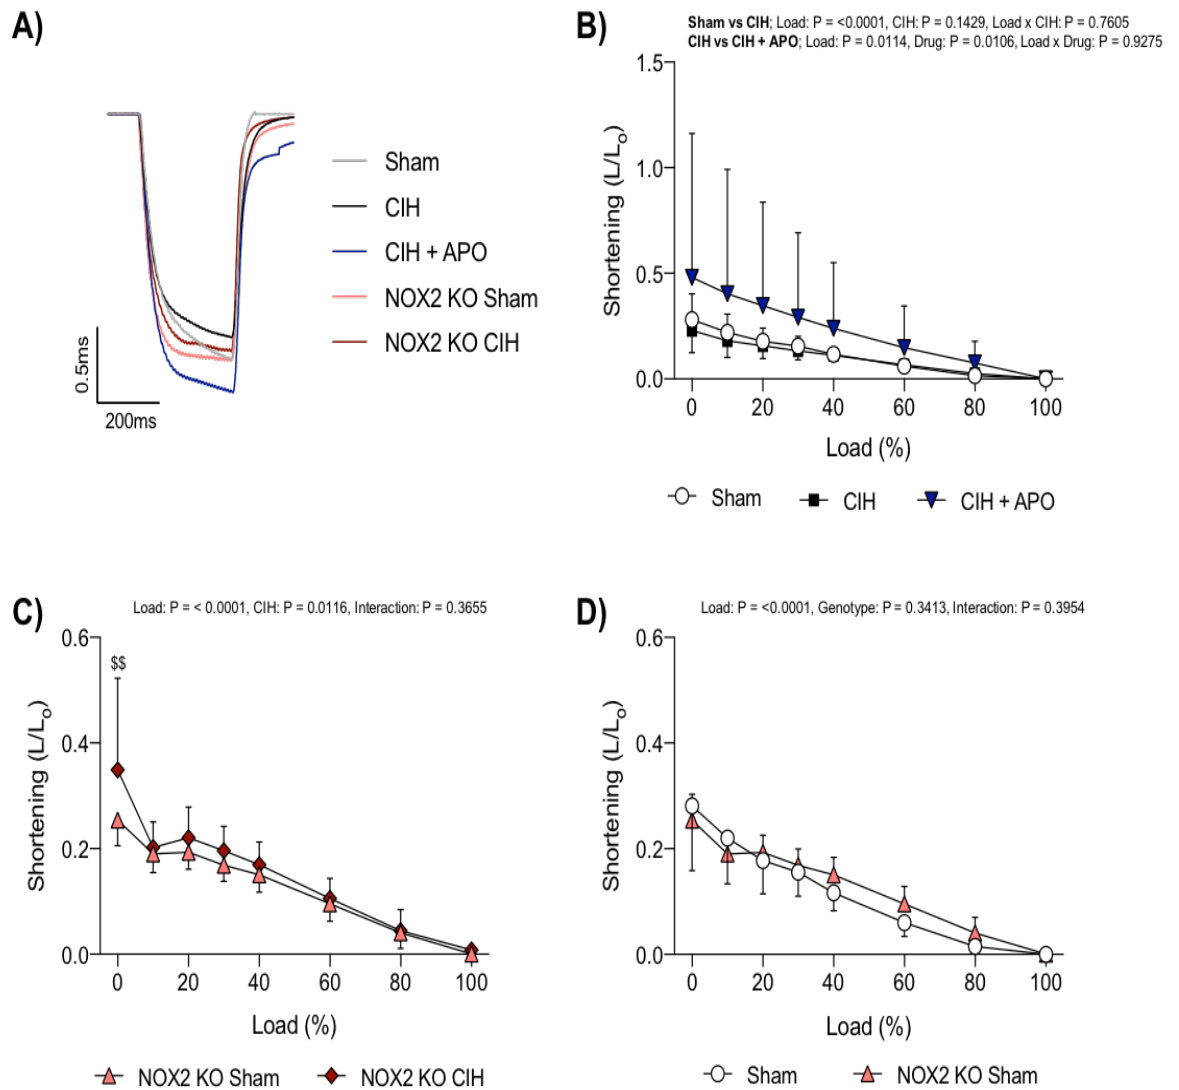 A)
Sham
CIH
CIH + APO
NOX2 KO Sham
NOX2 KO CIH
0.5ms
200ms
B)
Sham vs CIH; Load: P = <0.0001, CIH: P = 0.1429, Load x CIH: P = 0.7605
CIH vs CIH + APO; Load: P = 0.0114, Drug: P = 0.0106, Load x Drug: P = 0.9275
Shortening (L/Lo)
1.5
1.0
0.5
0.0
0 20 40 60 80 100
Load (%)
Sham CIH CIH + APO
C)
Load: P = < 0.0001, CIH: P = 0.0116, Interaction: P = 0.3655
Shortening (L/Lo)
0.6
0.4
0.2
0.0
$$
0 20 40 60 80 100
Load (%)
NOX2 KO Sham NOX2 KO CIH
D)
Load: P = <0.0001, Genotype: P = 0.3413, Interaction: P = 0.3954
Shortening (L/Lo)
0.6
0.4
0.2
0.0
0 20 40 60 80 100
Load (%)
Sham NOX2 KO Sham